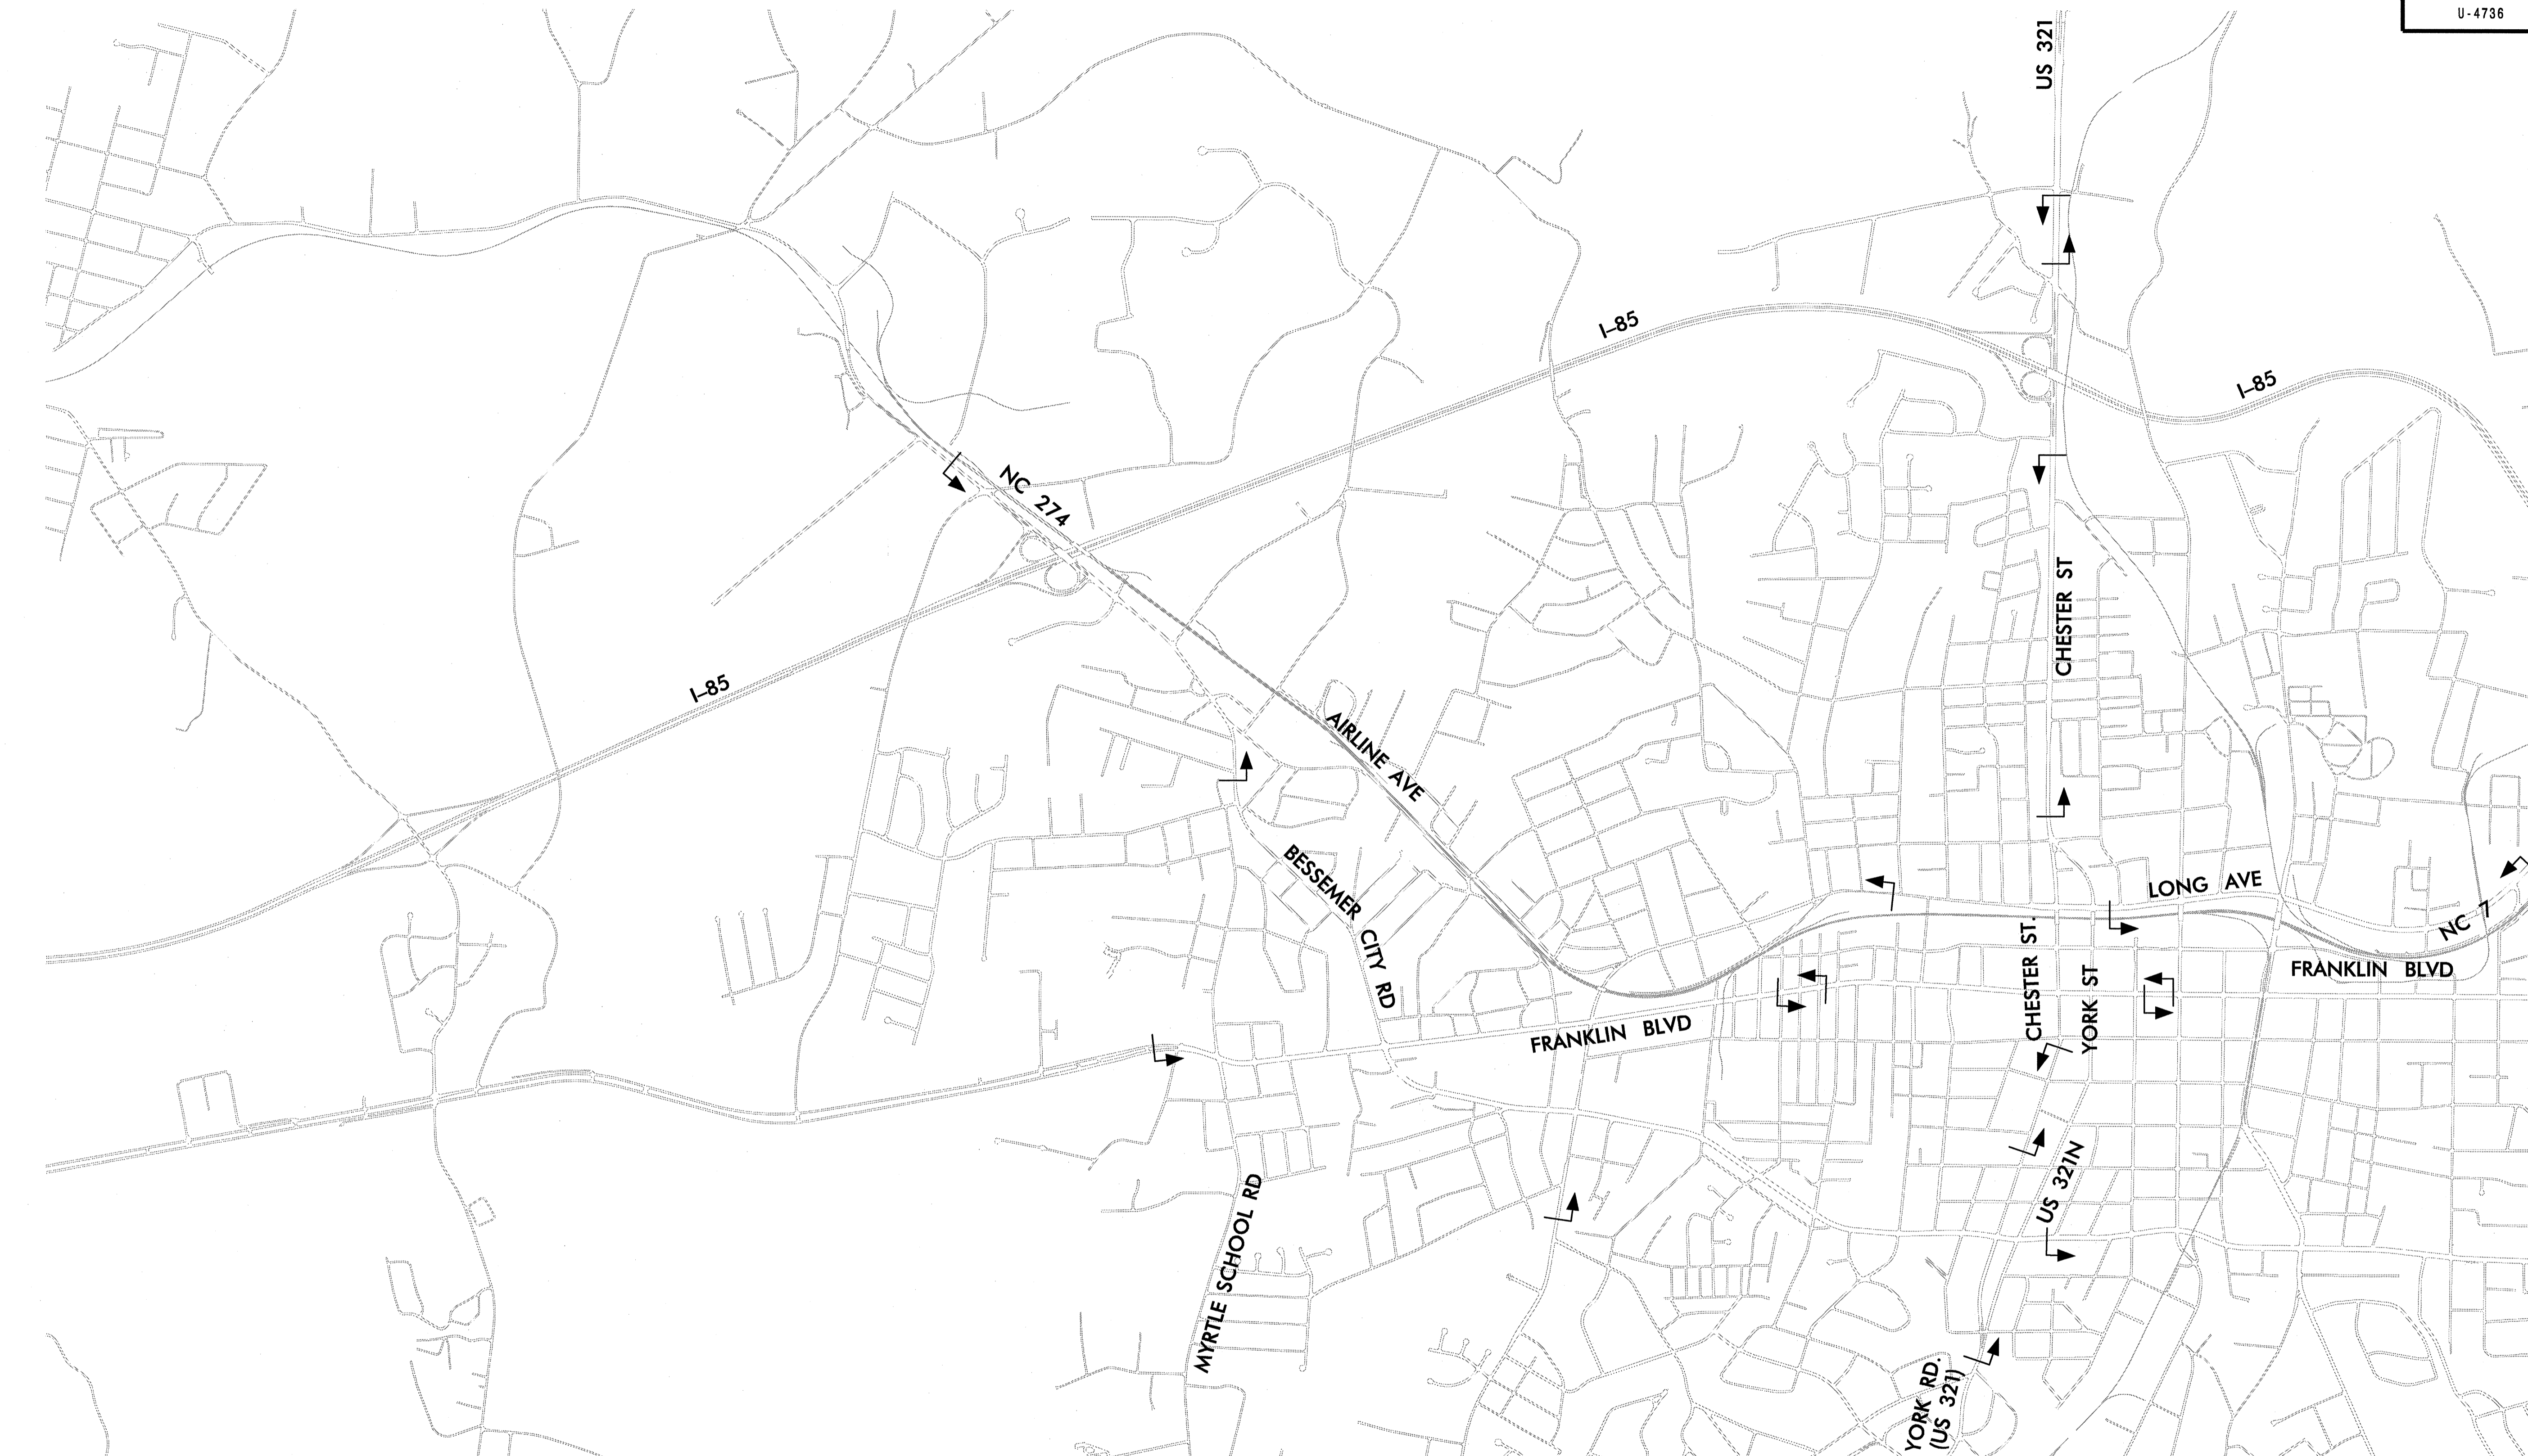 U-4736
US 321
I-85
I-85
NC 274
CHESTER ST
I-85
AIRLINE AVE
BESSEMER CITY RD
LONG AVE
NC 7
CHESTER ST.
YORK ST
FRANKLIN BLVD
FRANKLIN BLVD
US 321N
MYRTLE SCHOOL RD
YORK RD.
(US 321)